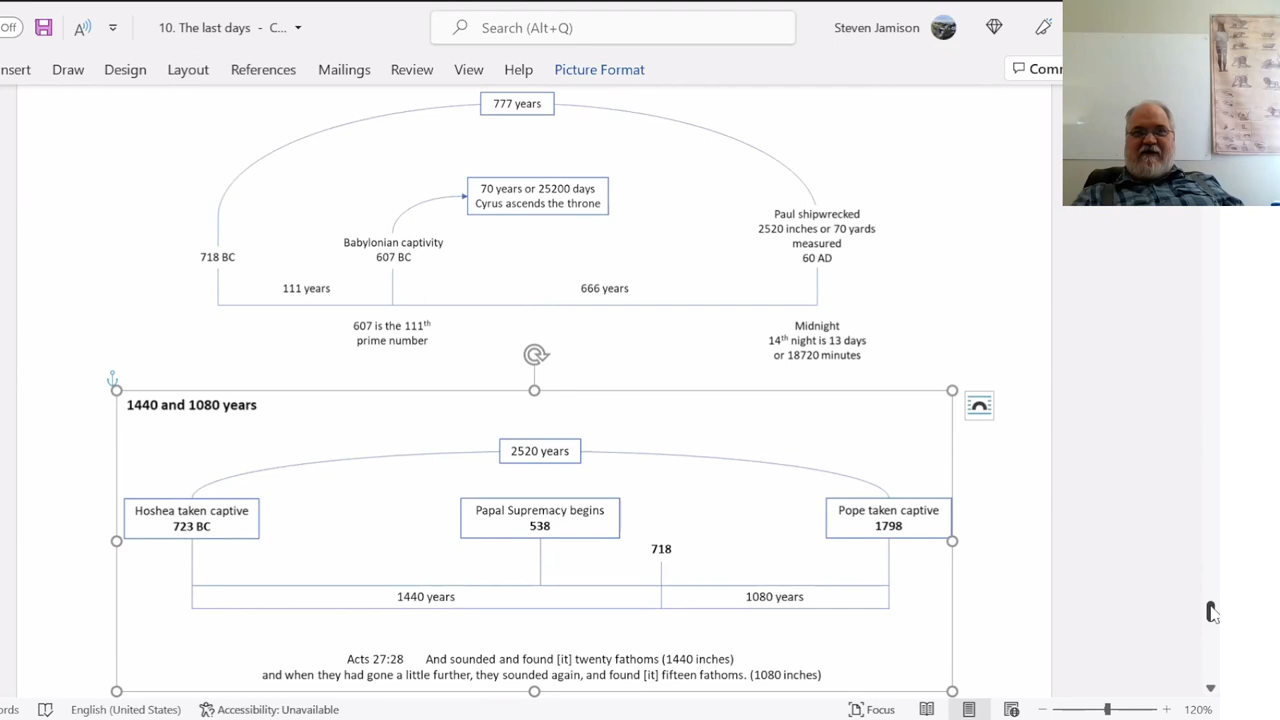 Off
10. The last days - C...
Search (Alt+Q)
Steven Jamison
nsert Draw Design Layout References Mailings Review View Help Picture Format Comm
777 years
70 years or 25200 days
Cyrus ascends the throne
Paul shipwrecked
2520 inches or 70 yards
measured
60 AD
Babylonian captivity
607 BC
718 BC
111 years
666 years
607 is the 111th
prime number
Midnight
14th night is 13 days
or 18720 minutes
1440 and 1080 years
2520 years
Hoshea taken captive
723 BC
Papal Supremacy begins
538
Pope taken captive
1798
718
1440 years
1080 years
Acts 27:28 And sounded and found [it] twenty fathoms (1440 inches)
and when they had gone a little further, they sounded again, and found [it] fifteen fathoms. (1080 inches)
ords English (United States) Accessibility: Unavailable Focus 120%